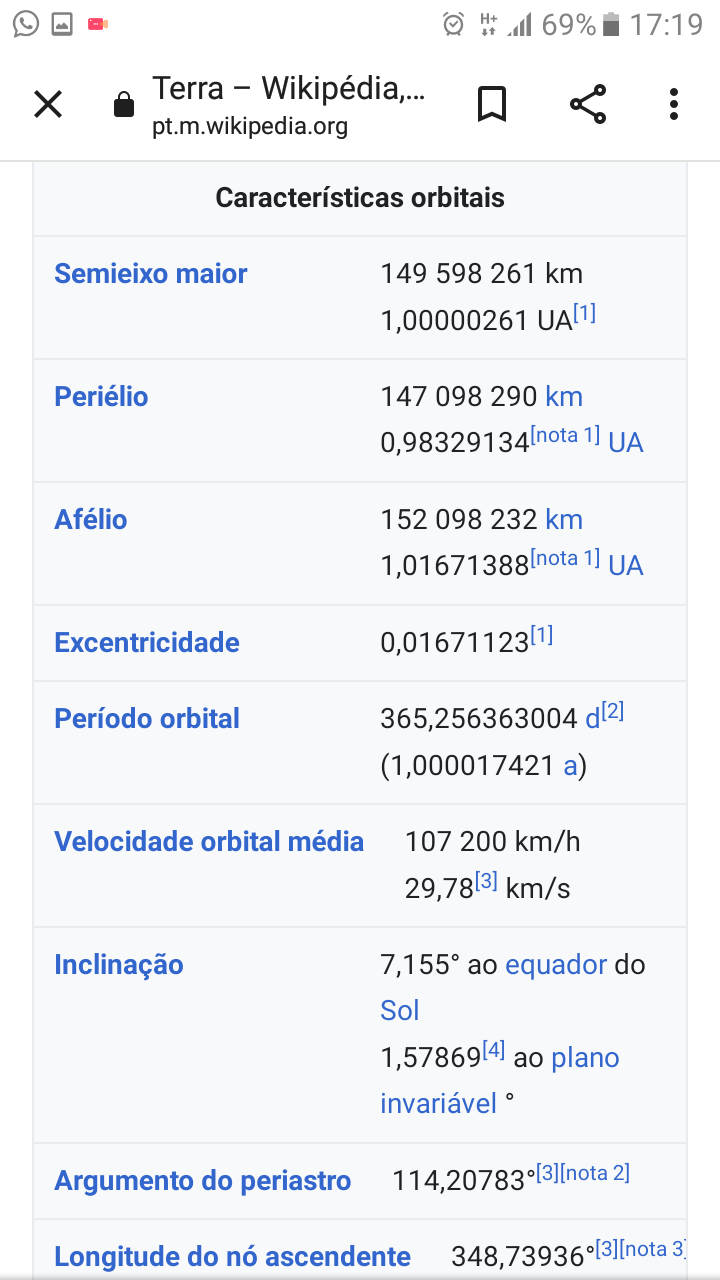 H+ 69% 17:19
Terra – Wikipédia,...
pt.m.wikipedia.org
Características orbitais
Semieixo maior 149 598 261 km
1,00000261 UA[1]
Periélio 147 098 290 km
0,98329134[nota 1] UA
Afélio 152 098 232 km
1,01671388[nota 1] UA
Excentricidade 0,01671123[1]
Período orbital 365,256363004 d[2]
(1,000017421 a)
Velocidade orbital média 107 200 km/h
29,78[3] km/s
Inclinação 7,155° ao equador do
Sol
1,57869[4] ao plano
invariável °
Argumento do periastro 114,20783°[3][nota 2]
Longitude do nó ascendente 348,73936°[3][nota 3]